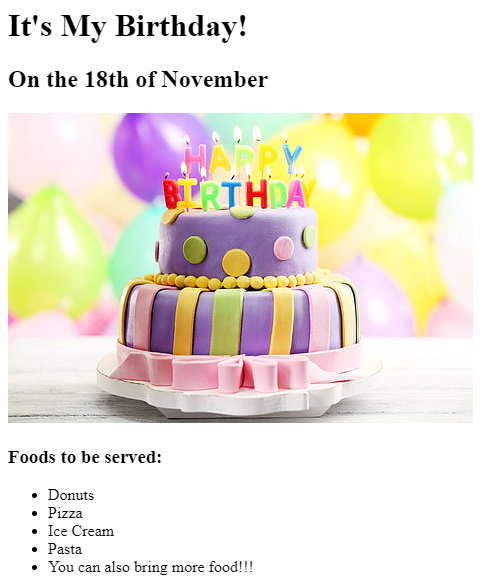 It's My Birthday!
On the 18th of November
HAPPY
BIRTHDAY
Foods to be served:
Donuts
Pizza
Ice Cream
Pasta
You can also bring more food!!!